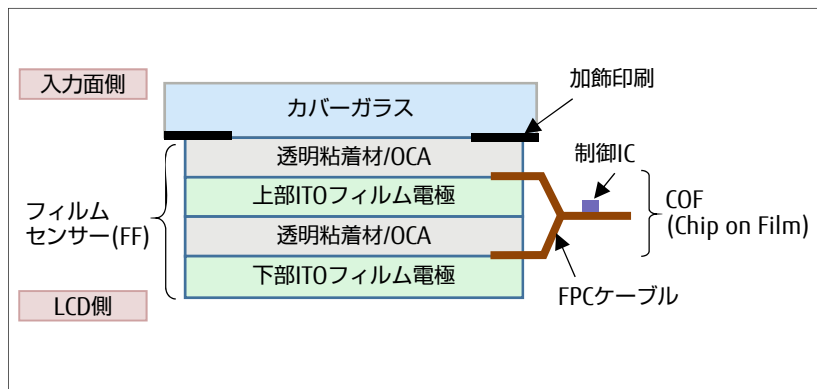 入力面側
カバーガラス
加飾印刷
透明粘着材/OCA
制御IC
上部ITOフィルム電極
フィルム
センサー(FF)
透明粘着材/OCA
COF
(Chip on Film)
下部ITOフィルム電極
FPCケーブル
LCD側